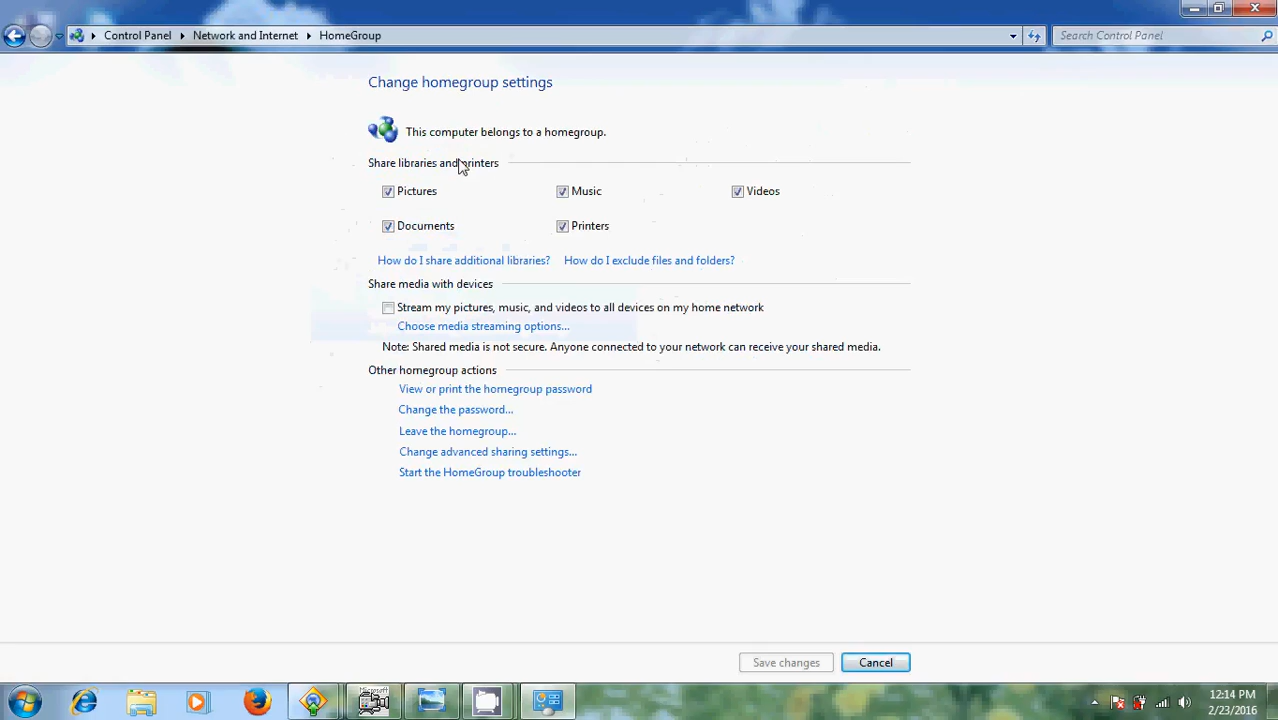 Control Panel Network and Internet HomeGroup Search Control Panel
Change homegroup settings
This computer belongs to a homegroup.
Share libraries and printers
Pictures Music Videos
Documents Printers
How do I share additional libraries? How do I exclude files and folders?
Share media with devices
Stream my pictures, music, and videos to all devices on my home network
Choose media streaming options...
Note: Shared media is not secure. Anyone connected to your network can receive your shared media.
Other homegroup actions
View or print the homegroup password
Change the password...
Leave the homegroup...
Change advanced sharing settings...
Start the HomeGroup troubleshooter
Save changes Cancel
12:14 PM
2/23/2016